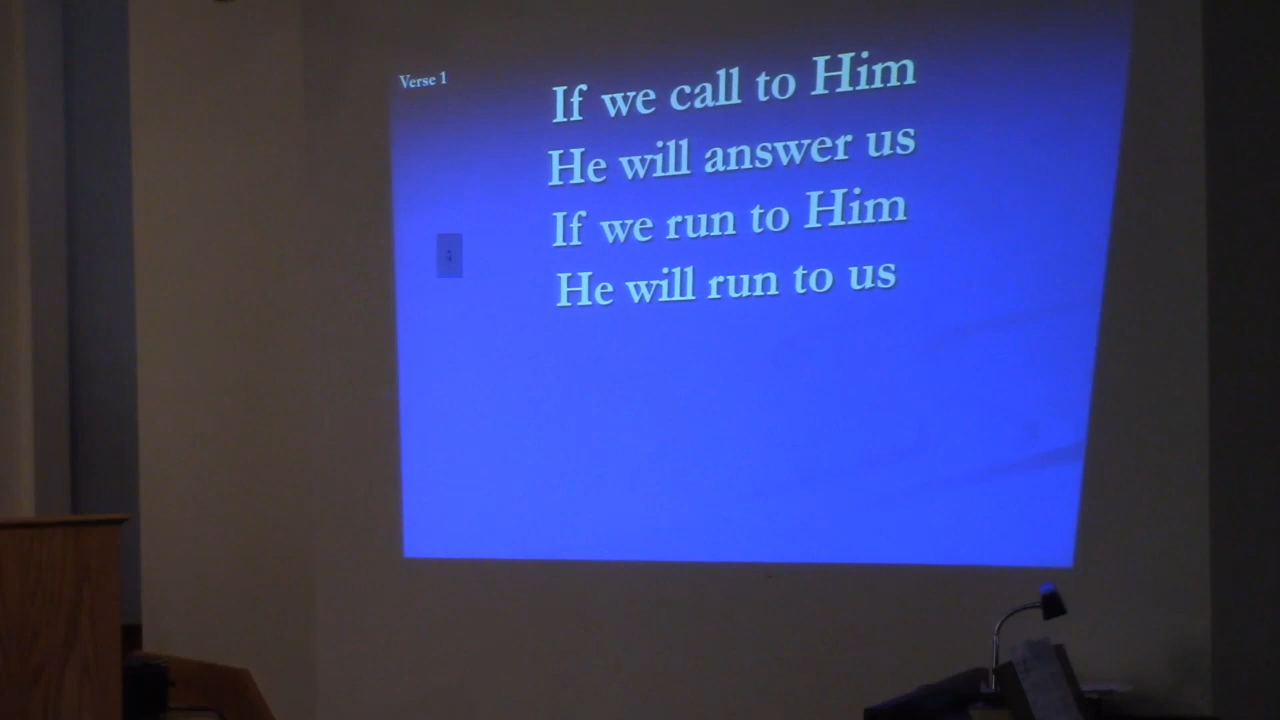 Verse 1
If we call to Him
He will answer us
If we run to Him
He will run to us